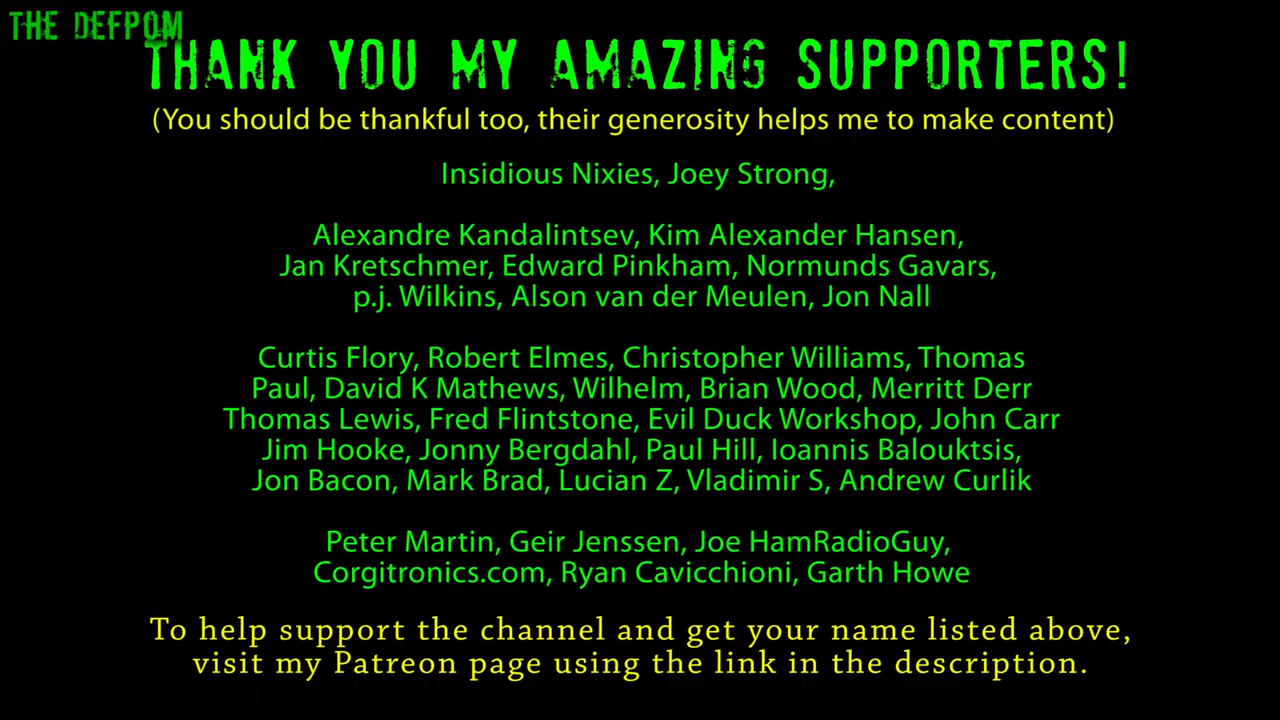 THE DEFPOM
THANK YOU MY AMAZING SUPPORTERS!
(You should be thankful too, their generosity helps me to make content)
Insidious Nixies, Joey Strong,
Alexandre Kandalintsev, Kim Alexander Hansen,
Jan Kretschmer, Edward Pinkham, Normunds Gavars,
p.j. Wilkins, Alson van der Meulen, Jon Nall
Curtis Flory, Robert Elmes, Christopher Williams, Thomas
Paul, David K Mathews, Wilhelm, Brian Wood, Merritt Derr
Thomas Lewis, Fred Flintstone, Evil Duck Workshop, John Carr
Jim Hooke, Jonny Bergdahl, Paul Hill, Ioannis Balouktsis,
Jon Bacon, Mark Brad, Lucian Z, Vladimir S, Andrew Curlik
Peter Martin, Geir Jenssen, Joe HamRadioGuy,
Corgitronics.com, Ryan Cavicchioni, Garth Howe
To help support the channel and get your name listed above,
visit my Patreon page using the link in the description.